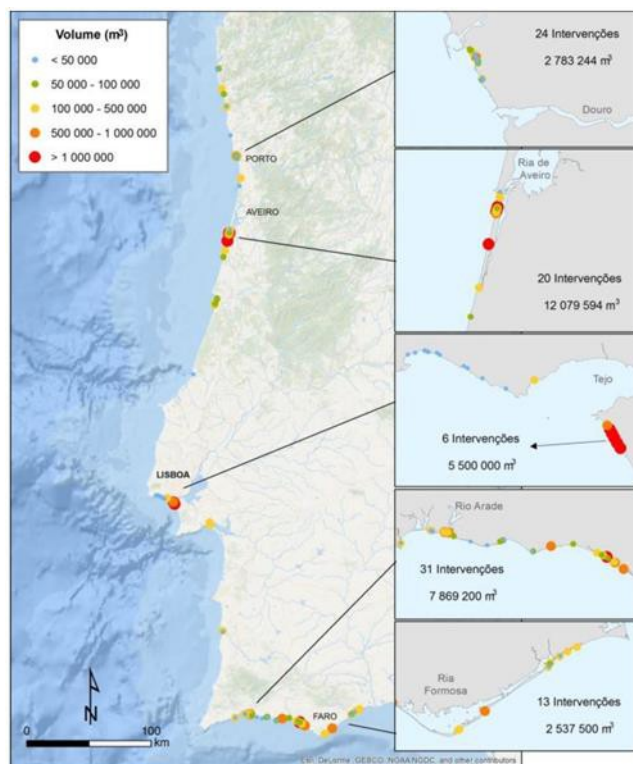 Volume (m³)
< 50 000
50 000 - 100 000
100 000 - 500 000
500 000 - 1 000 000
> 1 000 000
PORTO
AVEIRO
LISBOA
FARO
N
0
100
km
24 Intervenções
2 783 244 m³
Douro
Ria de
Aveiro
20 Intervenções
12 079 594 m³
Tejo
6 Intervenções
5 500 000 m³
Rio Arade
31 Intervenções
7 869 200 m³
Ria
Formosa
13 Intervenções
2 537 500 m³
Esri, DeLorme, GEBCO, NOAA NGDC, and other contributors